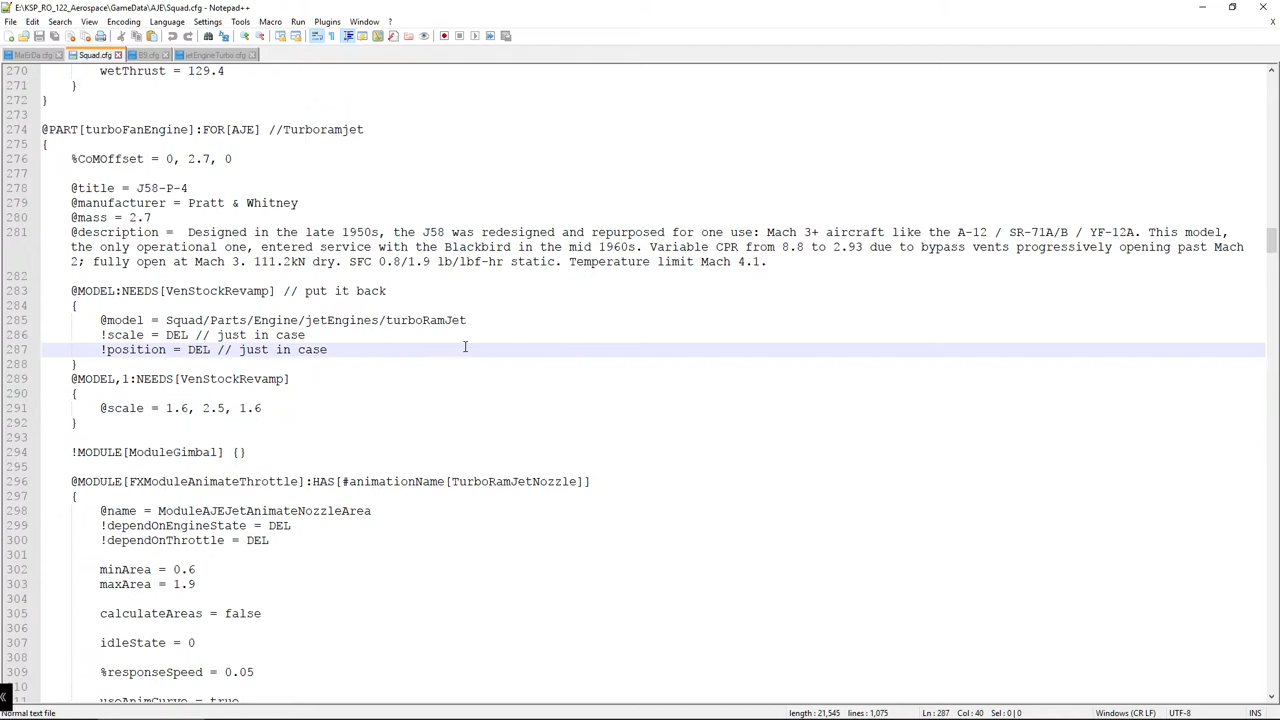 E:\KSP_RO_122_Aerospace\GameData\AJE\Squad.cfg - Notepad++
File Edit Search View Encoding Language Settings Tools Macro Run Plugins Window ?
MaErDa.cfg Squad.cfg B9.cfg jetEngineTurbo.cfg
270 wetThrust = 129.4
271 }
272 }
273
274 @PART[turboFanEngine]:FOR[AJE] //Turboramjet
275 {
276 %CoMOffset = 0, 2.7, 0
277
278 @title = J58-P-4
279 @manufacturer = Pratt & Whitney
280 @mass = 2.7
281 @description = Designed in the late 1950s, the J58 was redesigned and repurposed for one use: Mach 3+ aircraft like the A-12 / SR-71A/B / YF-12A. This model,
the only operational one, entered service with the Blackbird in the mid 1960s. Variable CPR from 8.8 to 2.93 due to bypass vents progressively opening past Mach
2; fully open at Mach 3. 111.2kN dry. SFC 0.8/1.9 lb/lbf-hr static. Temperature limit Mach 4.1.
282
283 @MODEL:NEEDS[VenStockRevamp] // put it back
284 {
285 @model = Squad/Parts/Engine/jetEngines/turboRamJet
286 !scale = DEL // just in case
287 !position = DEL // just in case
288 }
289 @MODEL,1:NEEDS[VenStockRevamp]
290 {
291 @scale = 1.6, 2.5, 1.6
292 }
293
294 !MODULE[ModuleGimbal] {}
295
296 @MODULE[FXModuleAnimateThrottle]:HAS[#animationName[TurboRamJetNozzle]]
297 {
298 @name = ModuleAJEJetAnimateNozzleArea
299 !dependOnEngineState = DEL
300 !dependOnThrottle = DEL
301
302 minArea = 0.6
303 maxArea = 1.9
304
305 calculateAreas = false
306
307 idleState = 0
308
309 %responseSpeed = 0.05
310
useAnimCurve = true
Normal text file length : 21,545 lines : 1,075 Ln : 287 Col : 40 Sel : 0 | 0 Windows (CR LF) UTF-8 INS